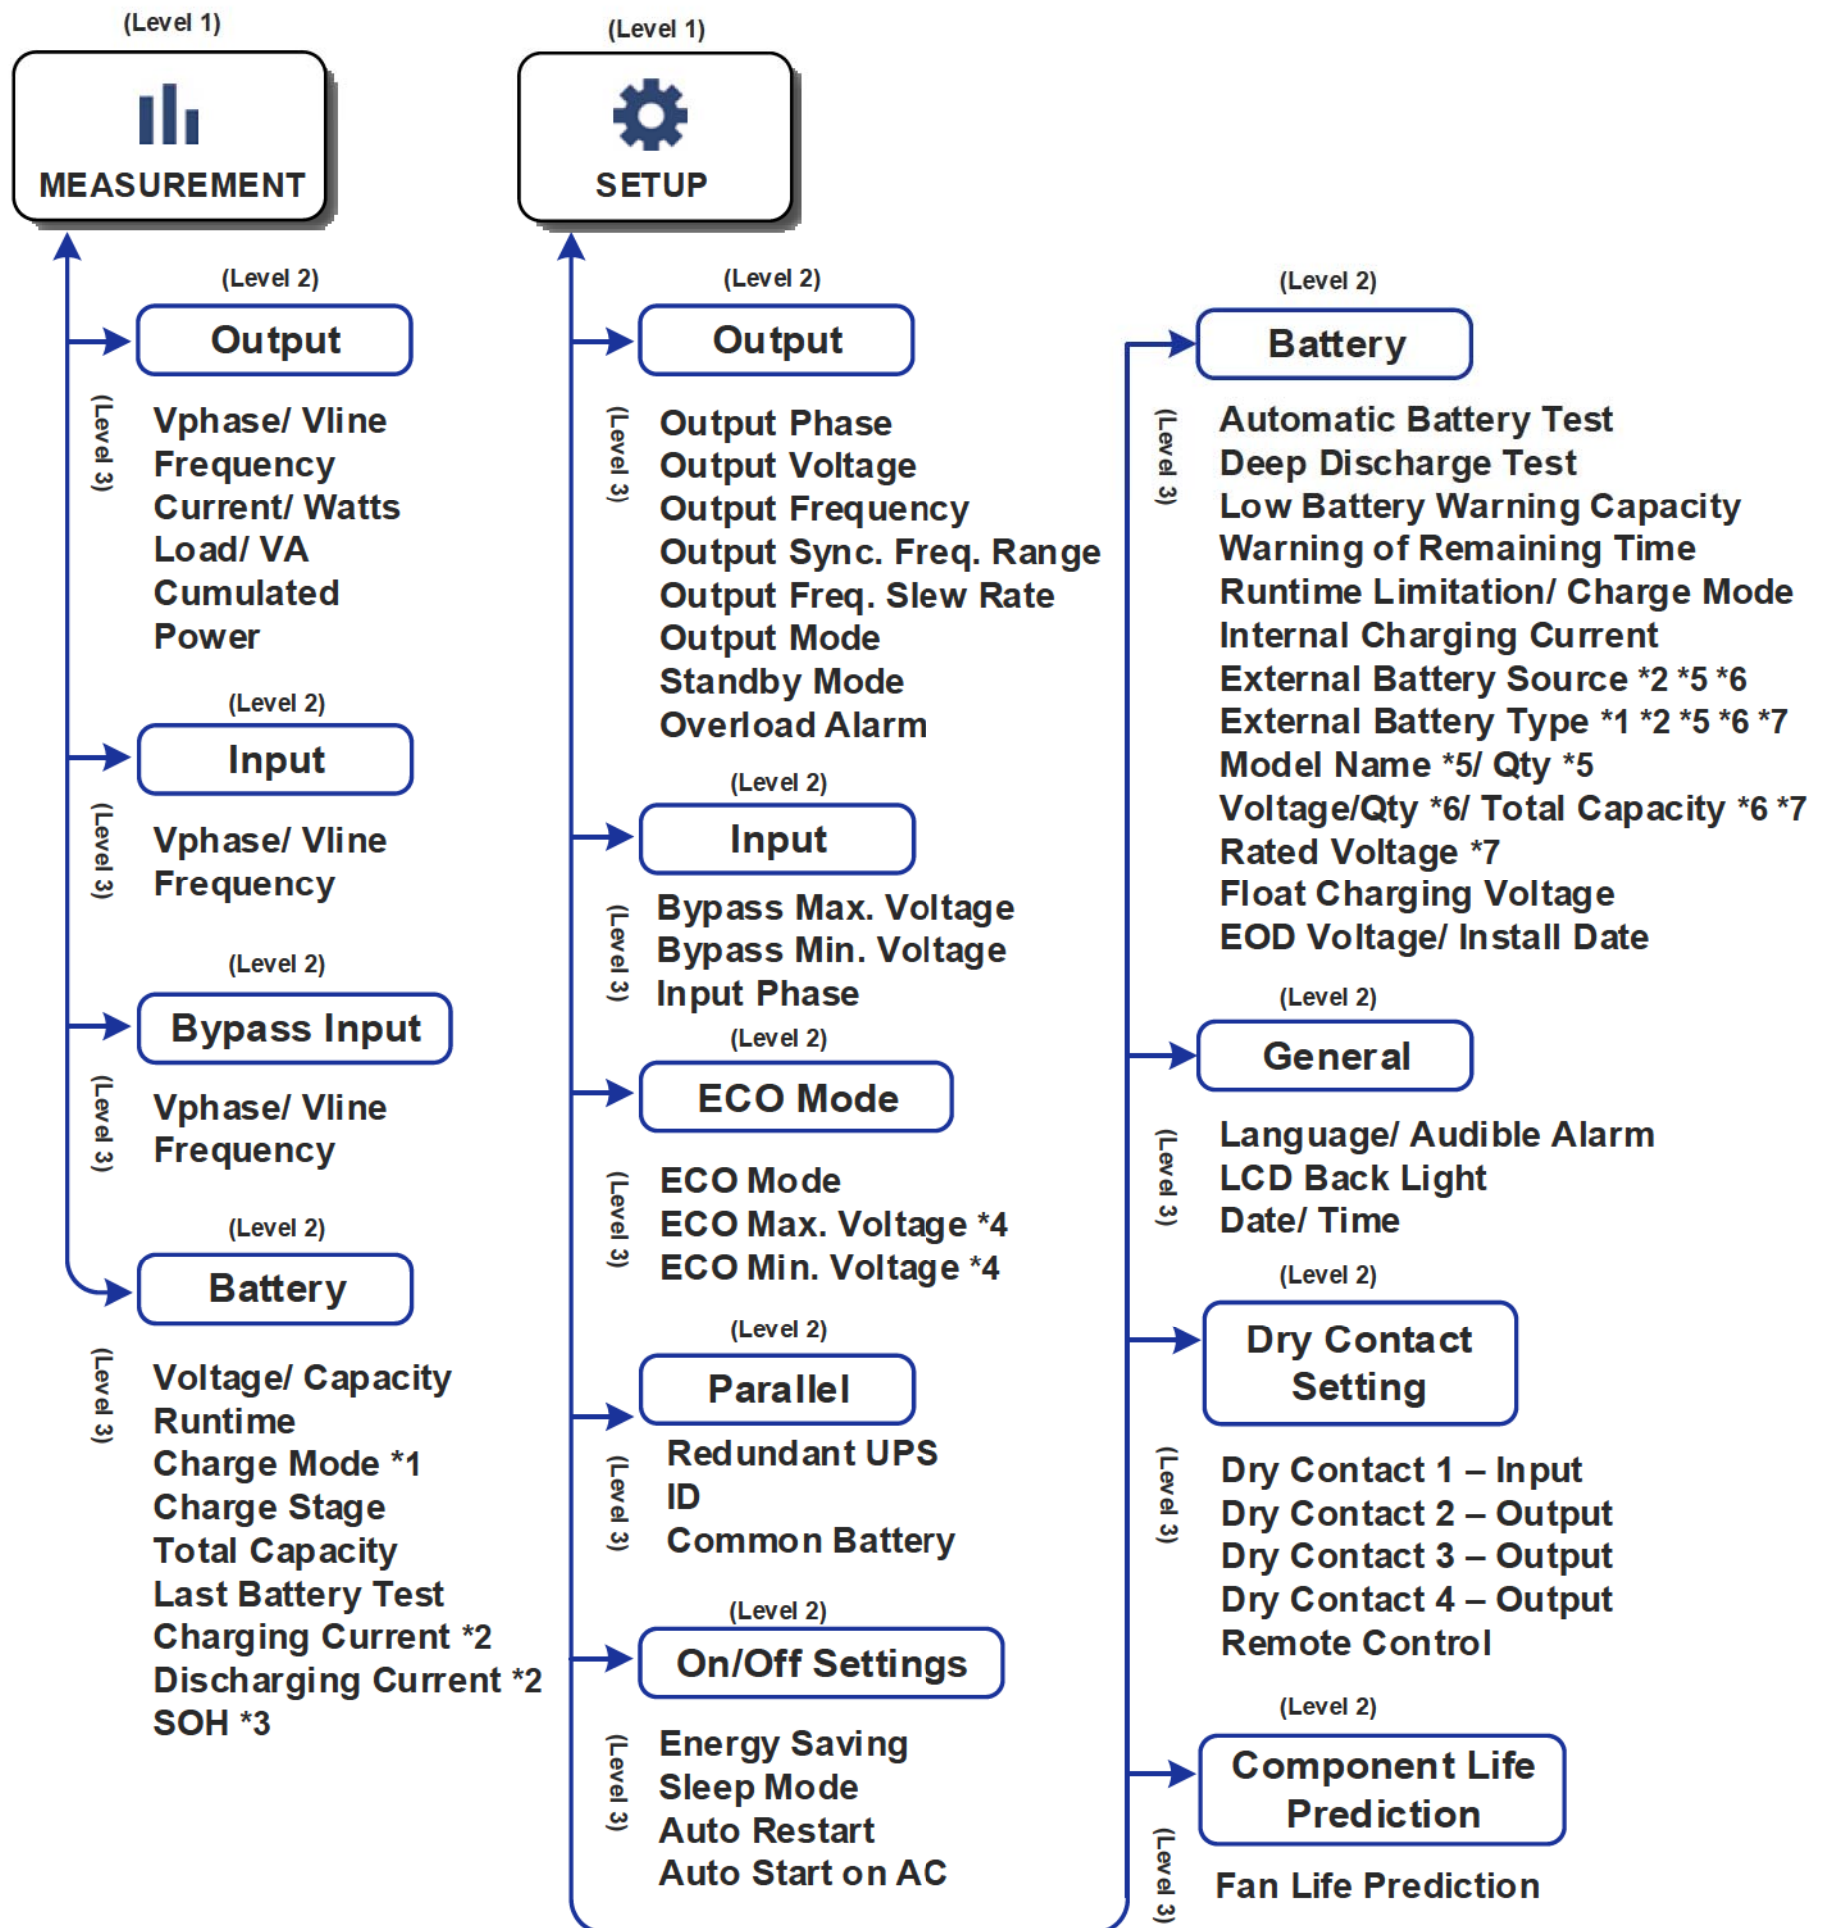 (Level 1)
MEASUREMENT
(Level 2)
Output
(Level 3)
Vphase/ Vline
Frequency
Current/ Watts
Load/ VA
Cumulated
Power
(Level 2)
Input
(Level 3)
Vphase/ Vline
Frequency
(Level 2)
Bypass Input
(Level 3)
Vphase/ Vline
Frequency
(Level 2)
Battery
(Level 3)
Voltage/ Capacity
Runtime
Charge Mode *1
Charge Stage
Total Capacity
Last Battery Test
Charging Current *2
Discharging Current *2
SOH *3
(Level 1)
SETUP
(Level 2)
Output
(Level 3)
Output Phase
Output Voltage
Output Frequency
Output Sync. Freq. Range
Output Freq. Slew Rate
Output Mode
Standby Mode
Overload Alarm
(Level 2)
Input
(Level 3)
Bypass Max. Voltage
Bypass Min. Voltage
Input Phase
(Level 2)
ECO Mode
(Level 3)
ECO Mode
ECO Max. Voltage *4
ECO Min. Voltage *4
(Level 2)
Parallel
(Level 3)
Redundant UPS
ID
Common Battery
(Level 2)
On/Off Settings
(Level 3)
Energy Saving
Sleep Mode
Auto Restart
Auto Start on AC
(Level 2)
Battery
(Level 3)
Automatic Battery Test
Deep Discharge Test
Low Battery Warning Capacity
Warning of Remaining Time
Runtime Limitation/ Charge Mode
Internal Charging Current
External Battery Source *2 *5 *6
External Battery Type *1 *2 *5 *6 *7
Model Name *5/ Qty *5
Voltage/Qty *6/ Total Capacity *6 *7
Rated Voltage *7
Float Charging Voltage
EOD Voltage/ Install Date
(Level 2)
General
(Level 3)
Language/ Audible Alarm
LCD Back Light
Date/ Time
(Level 2)
Dry Contact
Setting
(Level 3)
Dry Contact 1 – Input
Dry Contact 2 – Output
Dry Contact 3 – Output
Dry Contact 4 – Output
Remote Control
(Level 2)
Component Life
Prediction
(Level 3)
Fan Life Prediction